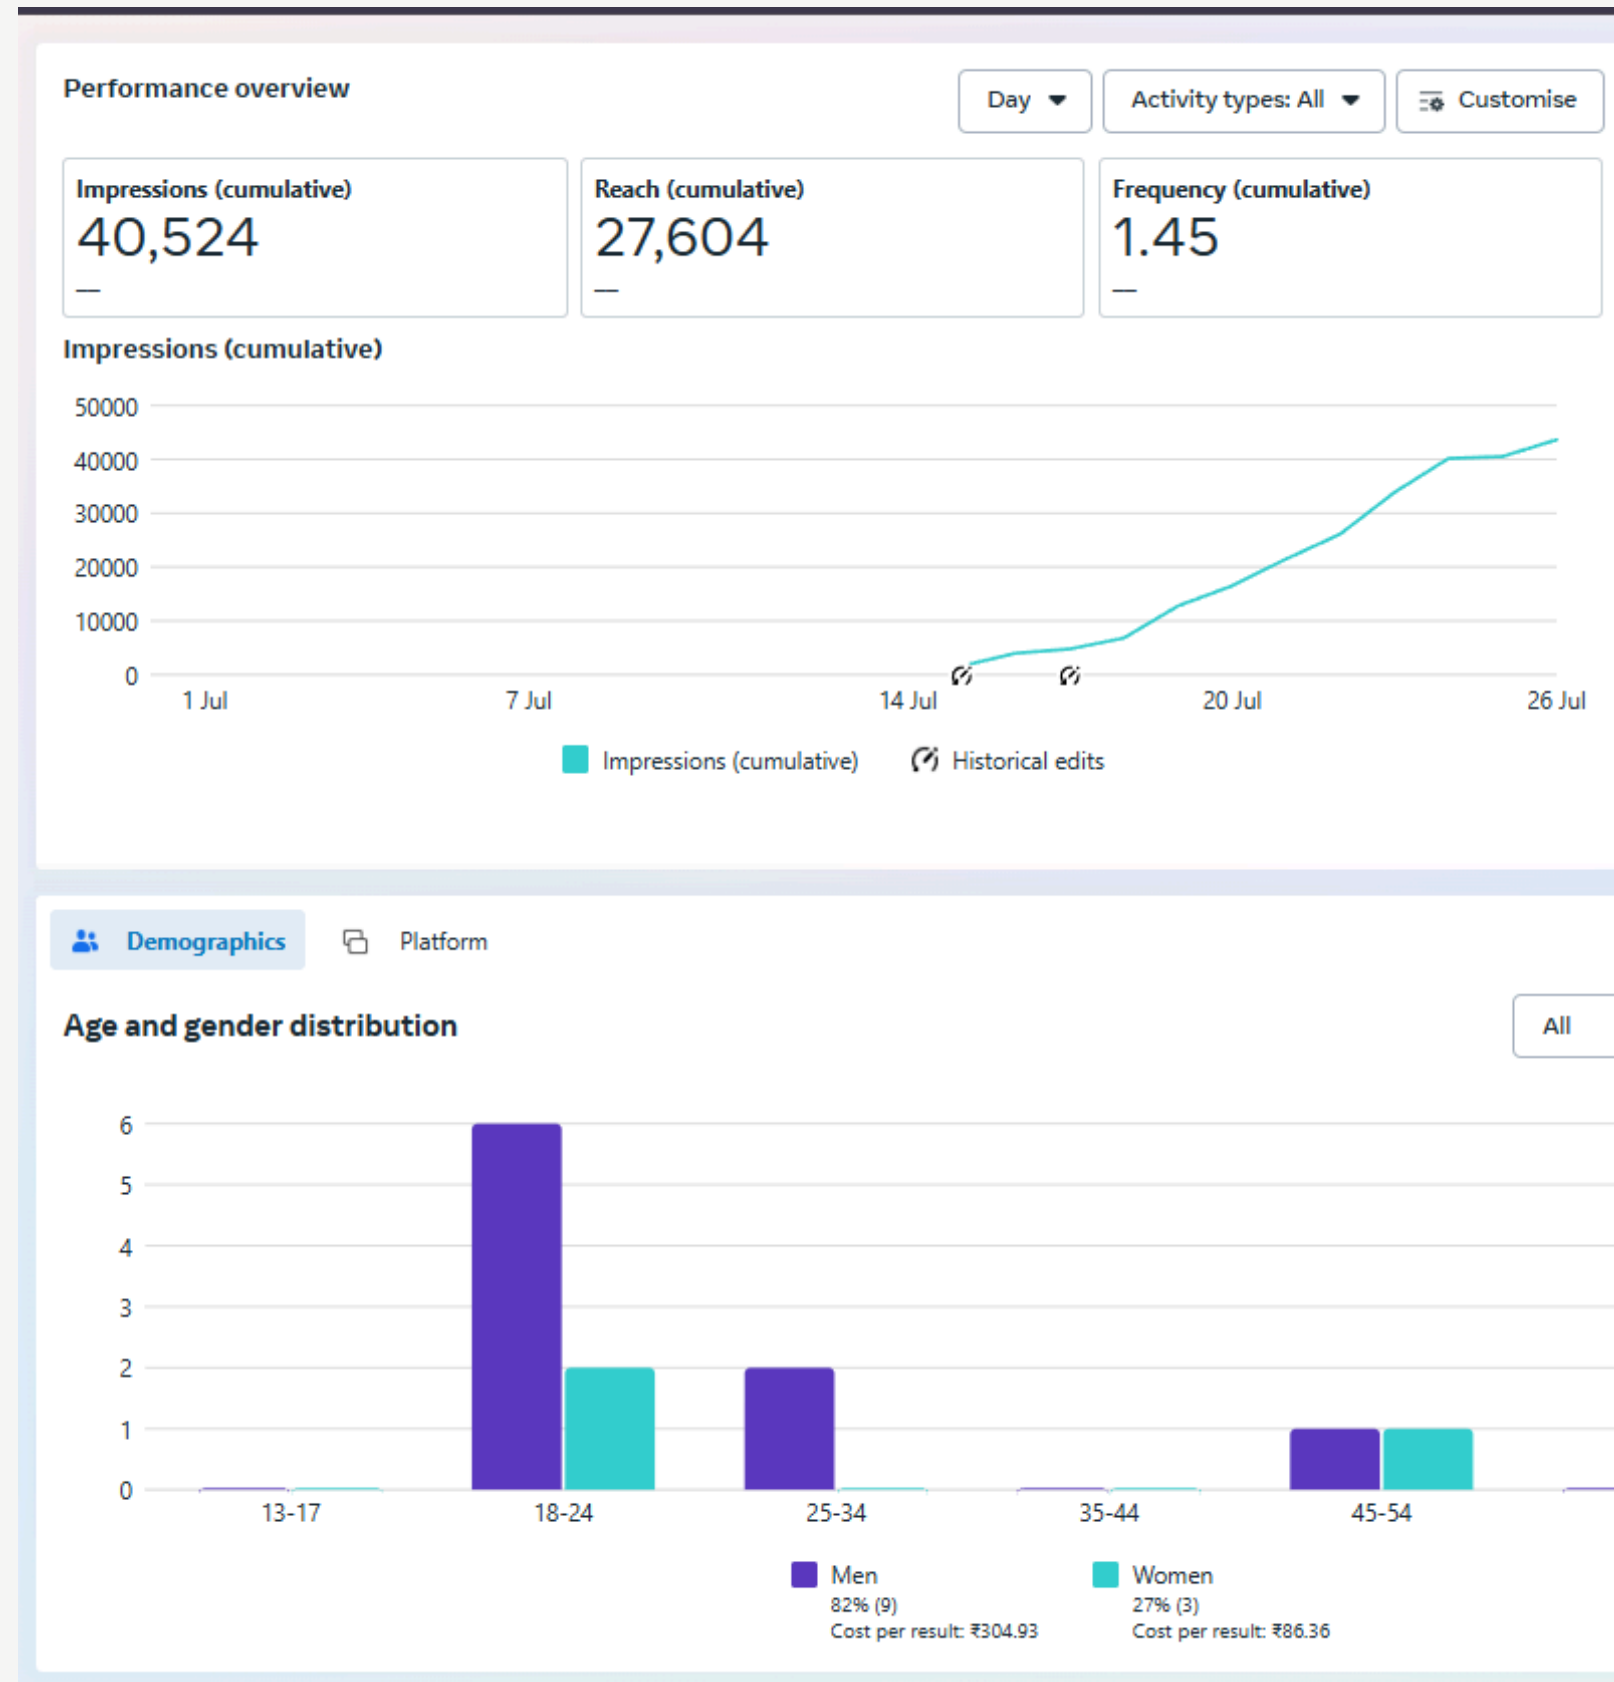 Performance overview
Day
Activity types: All
Customise
Impressions (cumulative)
40,524
—
Reach (cumulative)
27,604
—
Frequency (cumulative)
1.45
—
Impressions (cumulative)
50000
40000
30000
20000
10000
0
1 Jul
7 Jul
14 Jul
20 Jul
26 Jul
Impressions (cumulative)
Historical edits
Demographics
Platform
Age and gender distribution
All
6
5
4
3
2
1
0
13-17
18-24
25-34
35-44
45-54
Men
82% (9)
Cost per result: ₹304.93
Women
27% (3)
Cost per result: ₹86.36